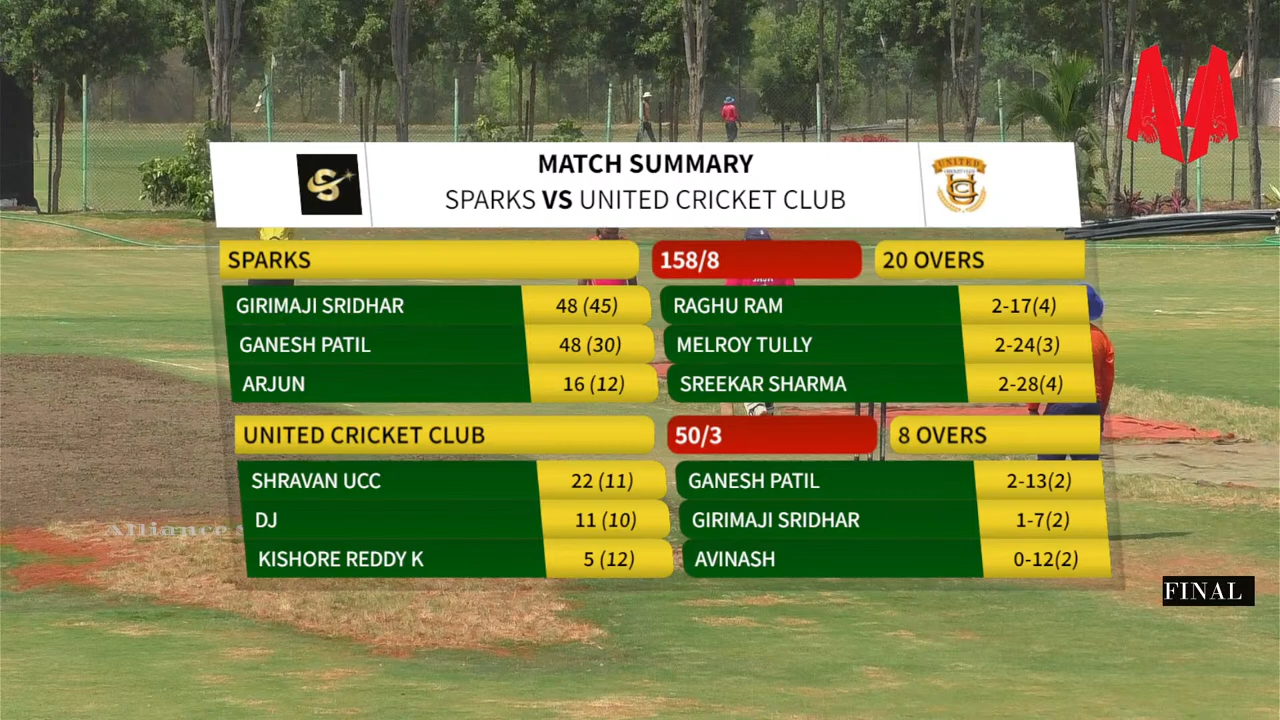 MATCH SUMMARY
SPARKS VS UNITED CRICKET CLUB
UNITED
SPARKS 158/8 20 OVERS
GIRIMAJI SRIDHAR 48 (45) RAGHU RAM 2-17(4)
GANESH PATIL 48 (30) MELROY TULLY 2-24(3)
ARJUN 16 (12) SREEKAR SHARMA 2-28(4)
UNITED CRICKET CLUB 50/3 8 OVERS
SHRAVAN UCC 22 (11) GANESH PATIL 2-13(2)
DJ 11 (10) GIRIMAJI SRIDHAR 1-7(2)
KISHORE REDDY K 5 (12) AVINASH 0-12(2)
Alliance
FINAL